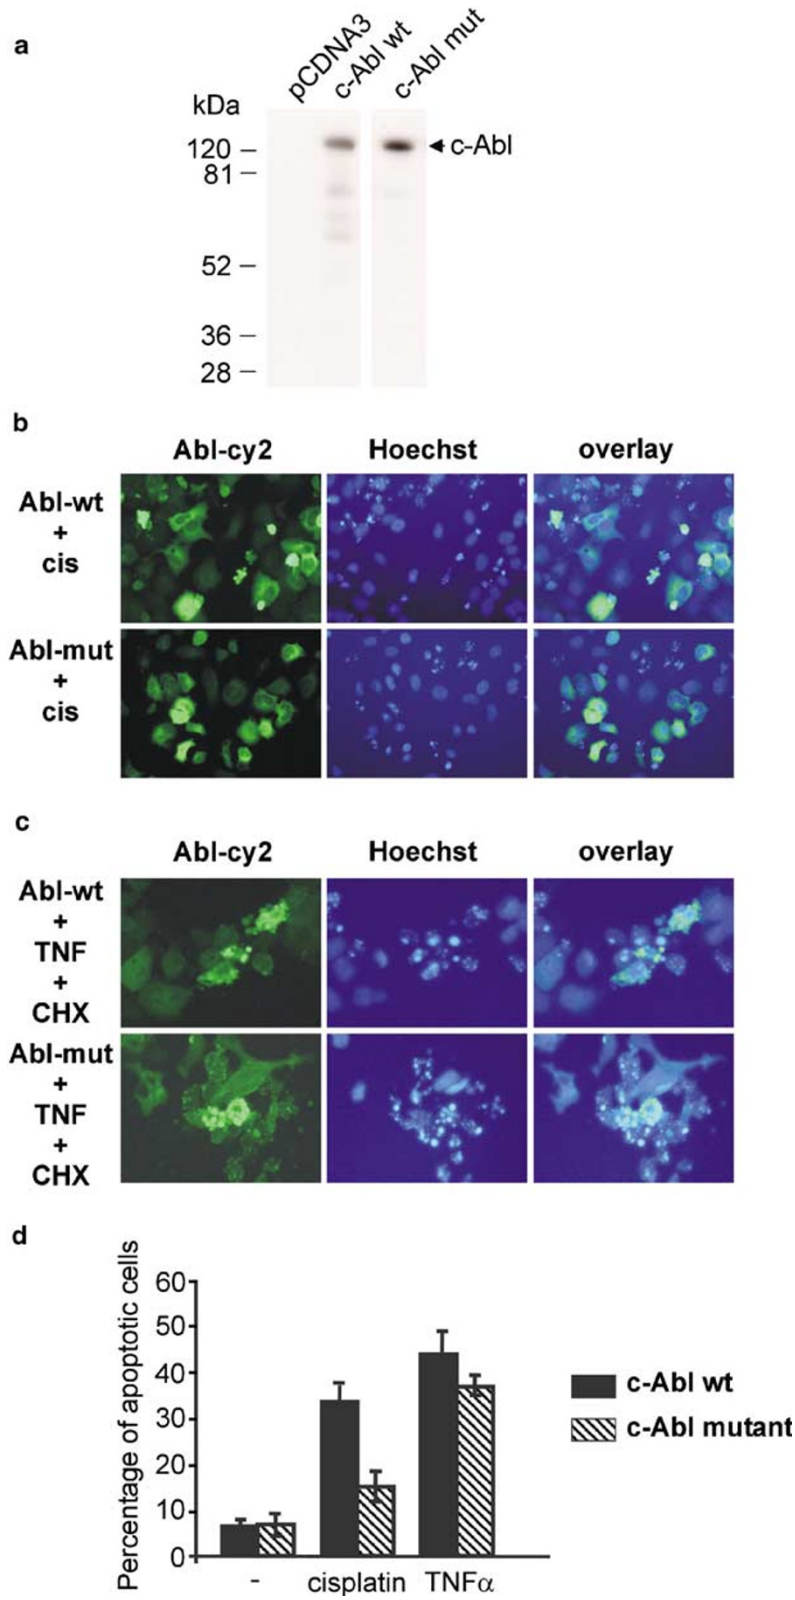 a
pCDNA3
c-Abl wt
c-Abl mut
kDa
120
81
52
36
28
c-Abl
b
Abl-cy2 Hoechst overlay
Abl-wt
+
cis
Abl-mut
+
cis
c
Abl-cy2 Hoechst overlay
Abl-wt
+
TNF
+
CHX
Abl-mut
+
TNF
+
CHX
d
Percentage of apoptotic cells
60
50
40
30
20
10
0
- cisplatin TNFα
c-Abl wt
c-Abl mutant